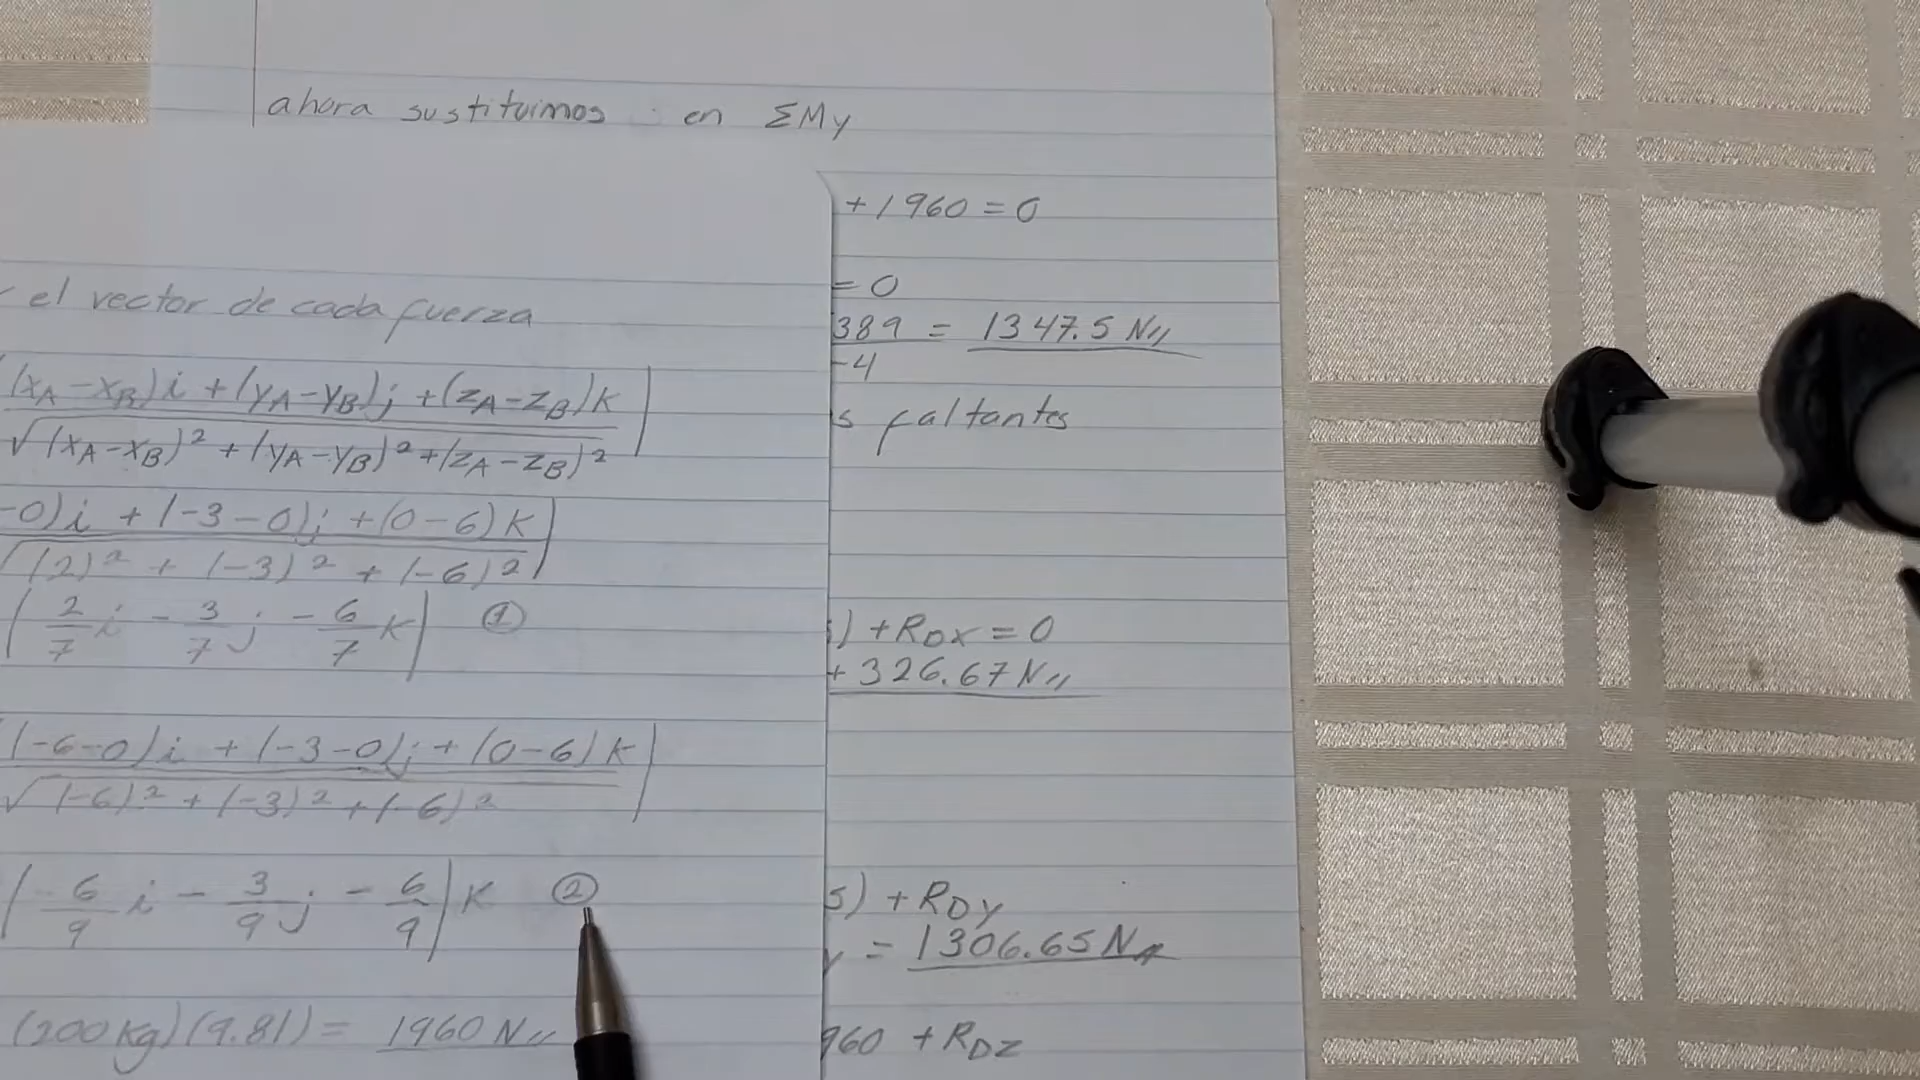 ahora sustituimos en ΣMy
+1960=0
el vector de cada fuerza
=0
(xA-xB)i+(yA-yB)j+(zA-zB)k
389 = 1347.5 N//
-4
√(xA-xB)²+(yA-yB)²+(zA-zB)²
s faltantes
-0)i+(-3-0)j+(0-6)k
√(2)²+(-3)²+(-6)²
(2/7 i - 3/7 j - 6/7 k) ①
)+RDX=0
+326.67 N//
(-6-0)i+(-3-0)j+(0-6)k
√(-6)²+(-3)²+(-6)²
(-6/9 i - 3/9 j - 6/9)k ②
s)+RDY
= 1306.65 N
(200kg)(9.81)= 1960 N//
960 +RDZ